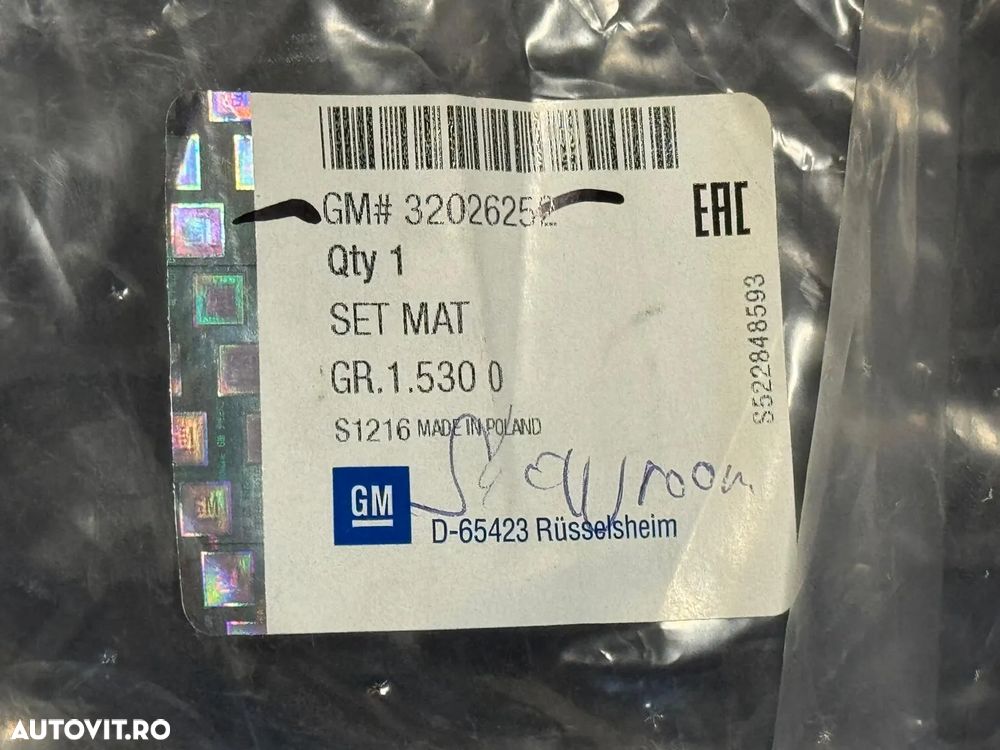 GM# 3202625
EAC
Qty 1
SET MAT
GR.1.530 0
S1216 MADE IN POLAND
S522848593
GM
D-65423 Rüsselsheim
AUTOVIT.RO